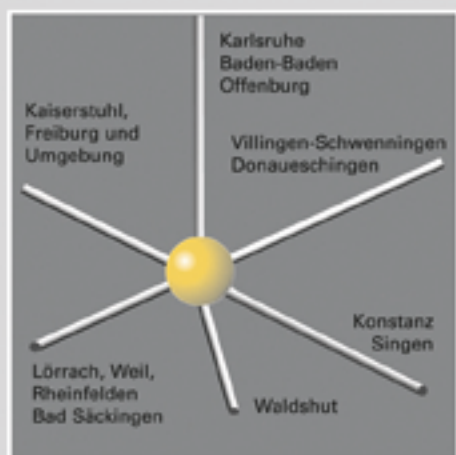 Karlsruhe
Baden-Baden
Offenburg
Kaiserstuhl,
Freiburg und
Umgebung
Villingen-Schwenningen
Donaueschingen
Konstanz
Singen
Lörrach, Weil,
Rheinfelden
Bad Säckingen
Waldshut